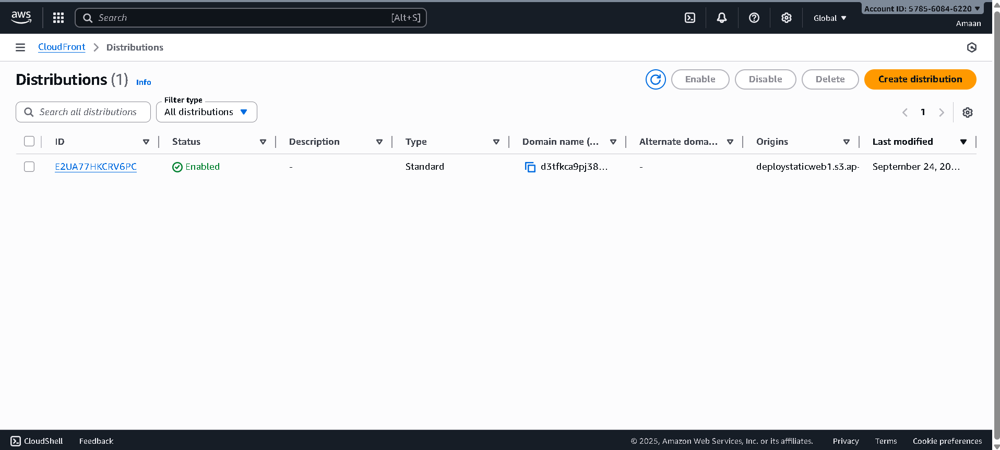 aws
Search [Alt+S]
Global
Account ID: 5785-6084-6220
Amaan
CloudFront Distributions
Distributions (1) Info
Enable Disable Delete Create distribution
Search all distributions
Filter type
All distributions
1
ID Status Description Type Domain name (... Alternate doma... Origins Last modified
E2UA77HKCRV6PC Enabled - Standard d3tfkca9pj38... - deploystaticweb1.s3.ap- September 24, 20...
CloudShell Feedback © 2025, Amazon Web Services, Inc. or its affiliates. Privacy Terms Cookie preferences